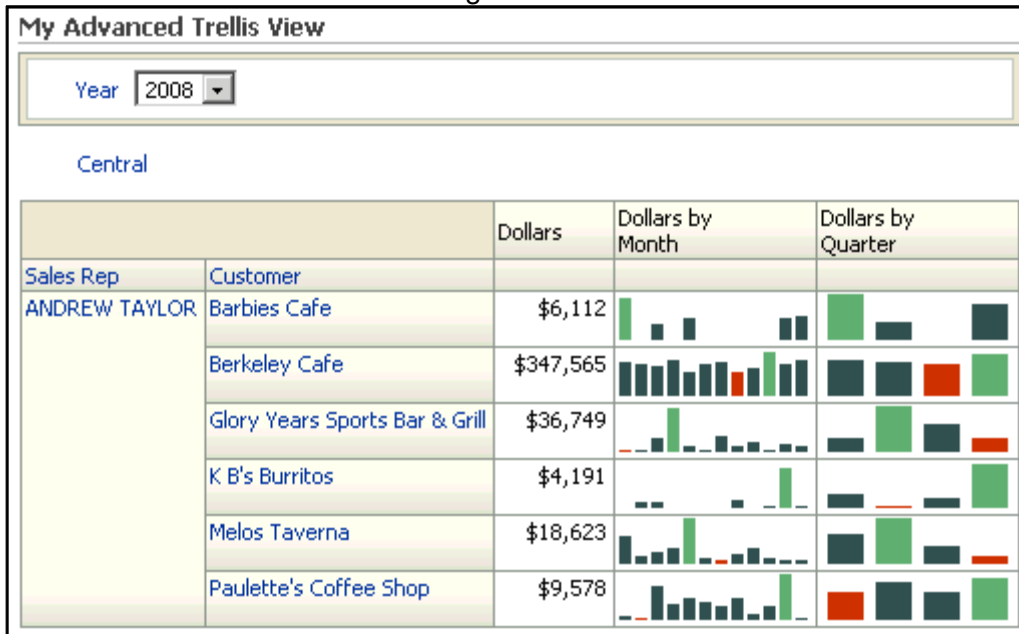 My Advanced Trellis View
Year 2008
Central
Dollars Dollars by Month Dollars by Quarter
Sales Rep Customer
ANDREW TAYLOR Barbies Cafe $6,112
Berkeley Cafe $347,565
Glory Years Sports Bar & Grill $36,749
K B's Burritos $4,191
Melos Taverna $18,623
Paulette's Coffee Shop $9,578